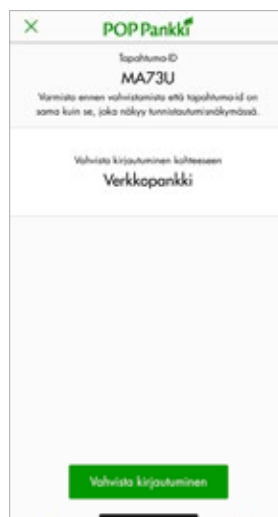 POP Pankki
Tapahtuma-ID
MA73U
Varmista ennen vahvistamista että tapahtuma-id on
sama kuin se, joka näkyy tunnistautumisnäkymässä.
Vahvista kirjautuminen kohteeseen
Verkkopankki
Vahvista kirjautuminen